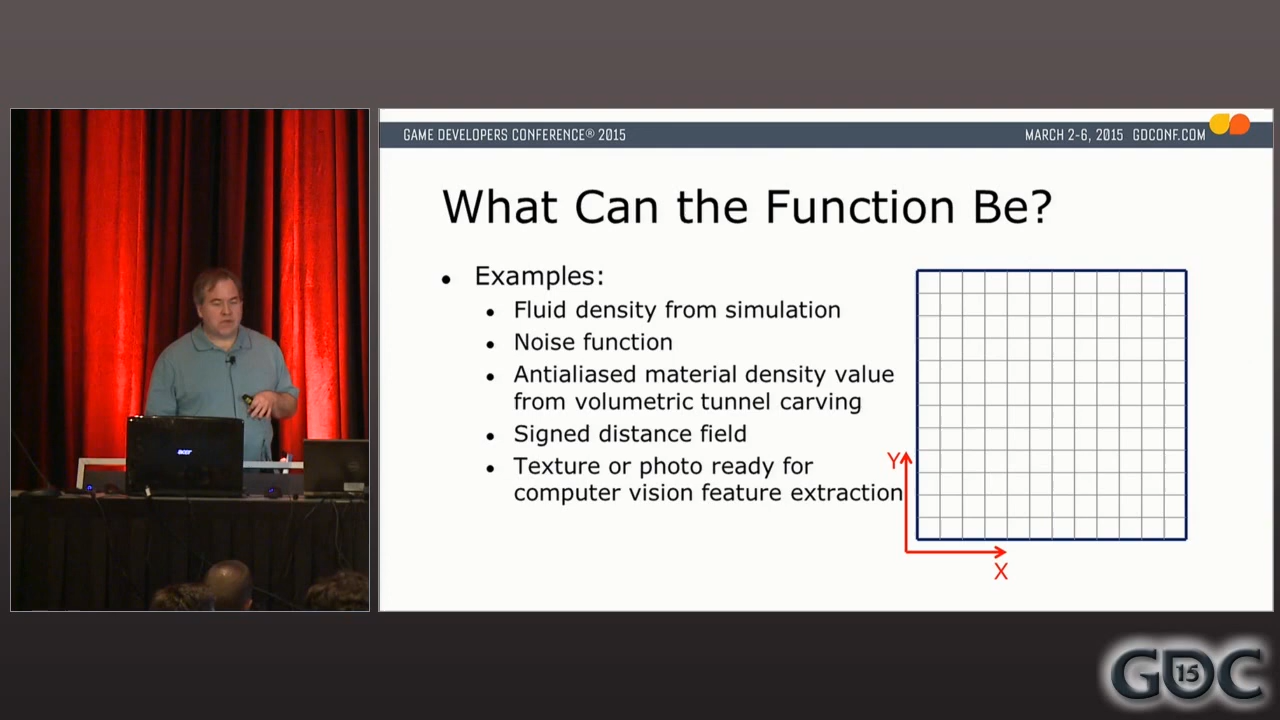 GAME DEVELOPERS CONFERENCE® 2015
MARCH 2-6, 2015 GDCONF.COM
What Can the Function Be?
• Examples:
• Fluid density from simulation
• Noise function
• Antialiased material density value
from volumetric tunnel carving
• Signed distance field
• Texture or photo ready for
computer vision feature extraction
Y
X
acer
GDC
15